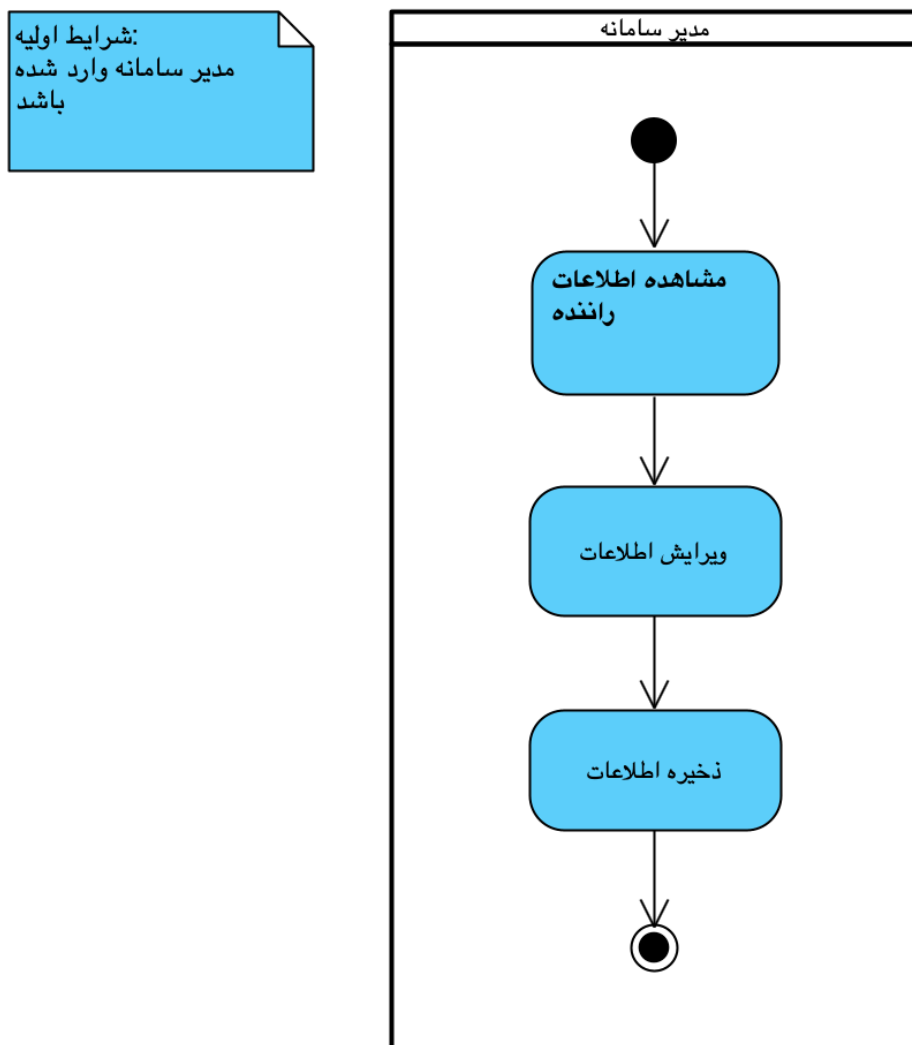 شرایط اولیه:
مدیر سامانه وارد شده
باشد
مدیر سامانه
مشاهده اطلاعات
راننده
ویرایش اطلاعات
ذخیره اطلاعات